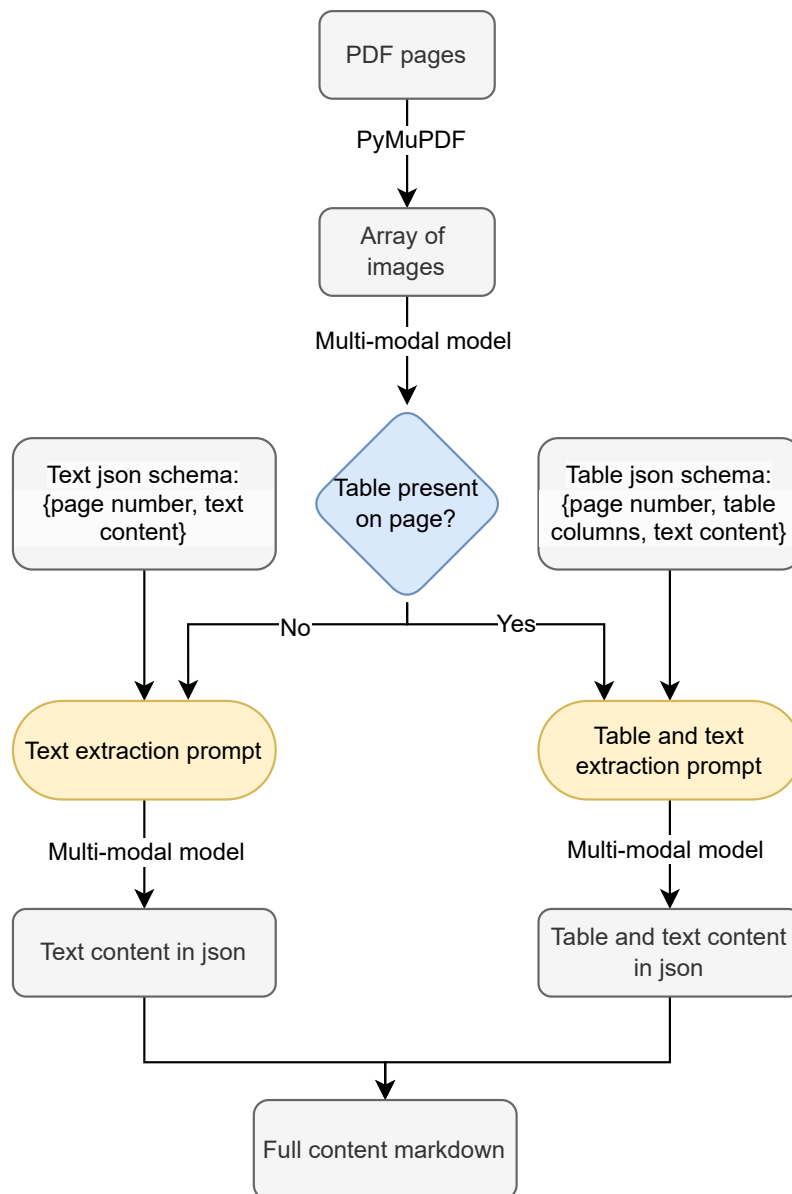 PDF pages
PyMuPDF
Array of
images
Multi-modal model
Text json schema:
{page number, text
content}
Table present
on page?
Table json schema:
{page number, table
columns, text content}
No
Yes
Text extraction prompt
Table and text
extraction prompt
Multi-modal model
Multi-modal model
Text content in json
Table and text content
in json
Full content markdown